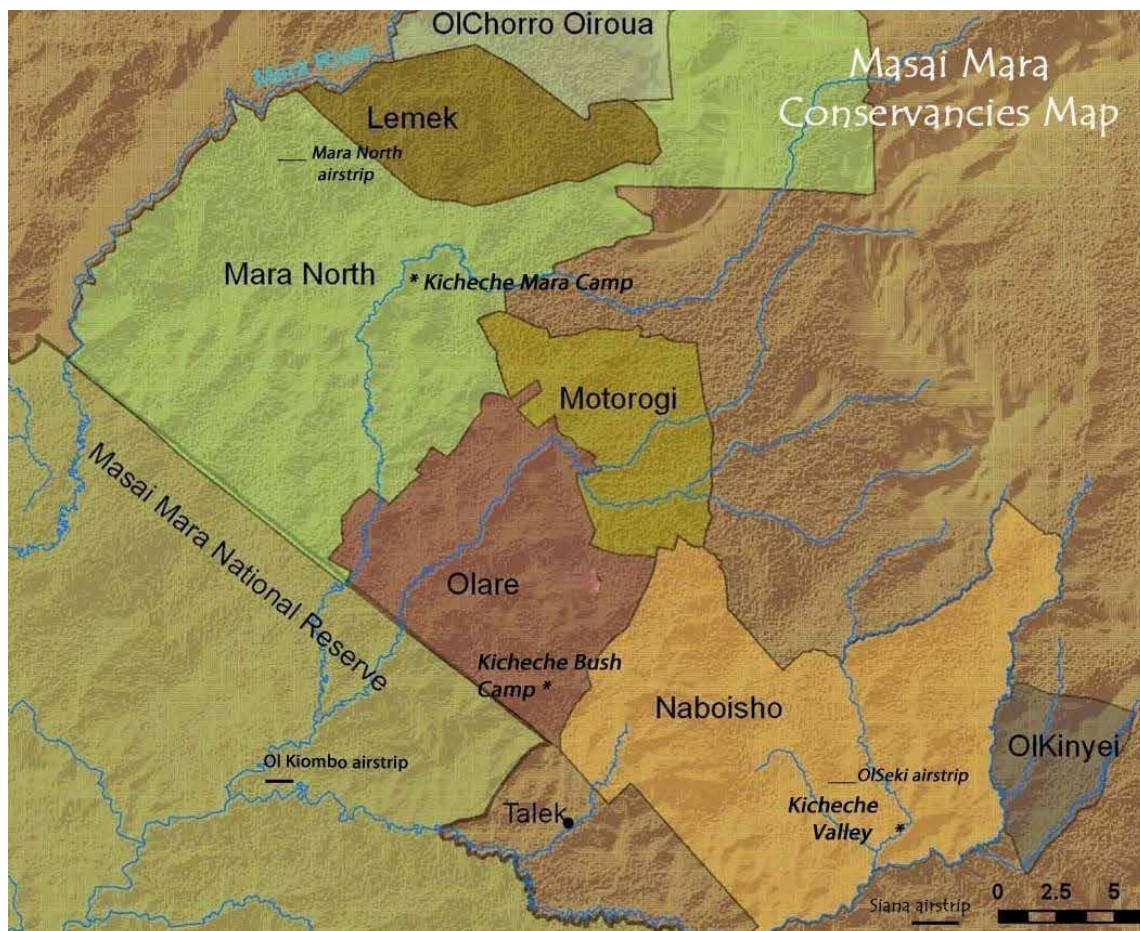 OlChorro Oiroua
Masai Mara
Conservancies Map
Mara River
Lemek
Mara North
airstrip
Mara North
* Kicheche Mara Camp
Motorogi
Masai Mara National Reserve
Olare
Kicheche Bush
Camp *
Naboisho
OlKinyei
Ol Kiombo airstrip
OlSeki airstrip
Talek
Kicheche
Valley *
Siana airstrip
0 2.5 5